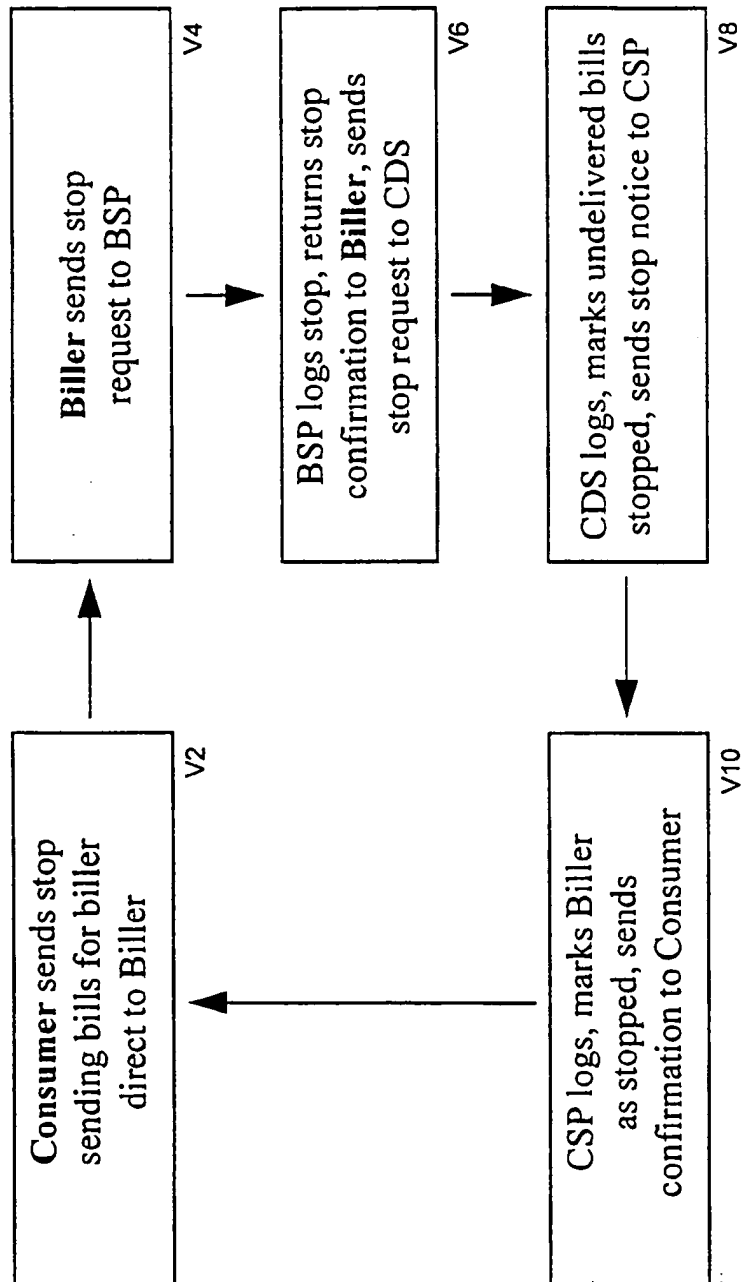 Consumer sends stop
sending bills for biller
direct to Biller
V2
Biller sends stop
request to BSP
V4
BSP logs stop, returns stop
confirmation to Biller, sends
stop request to CDS
V6
CDS logs, marks undelivered bills
stopped, sends stop notice to CSP
V8
CSP logs, marks Biller
as stopped, sends
confirmation to Consumer
V10